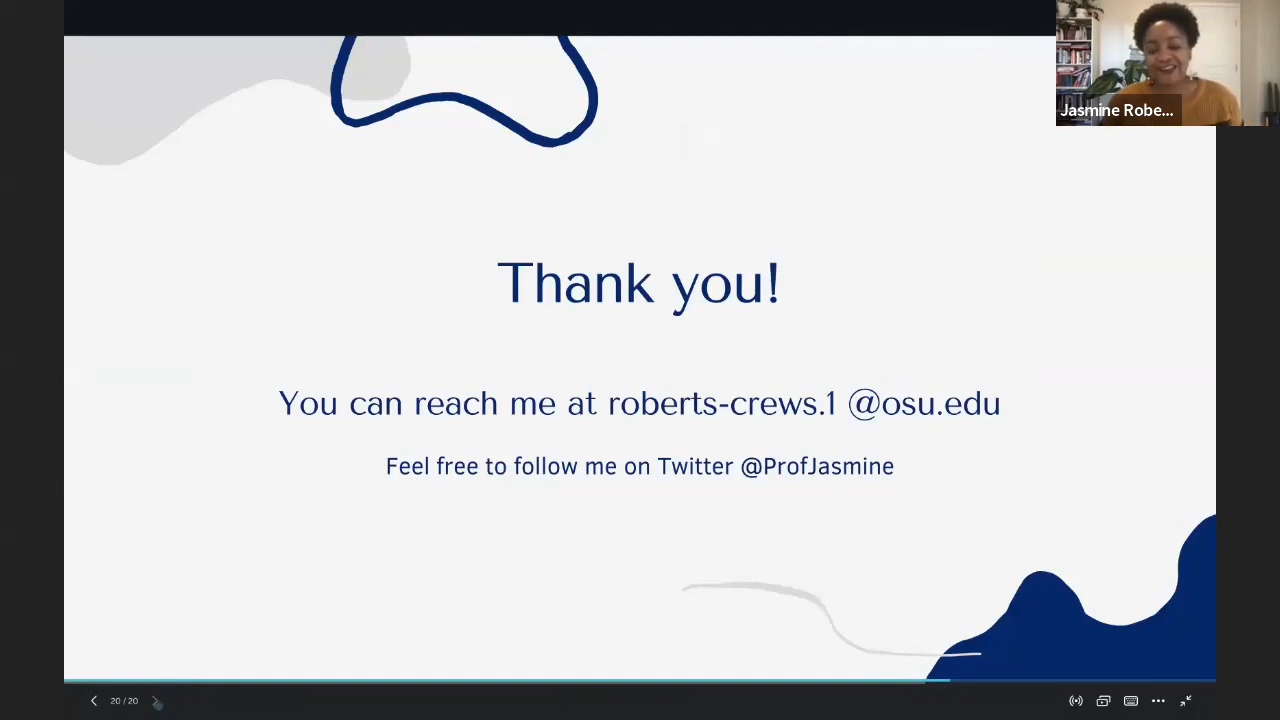 Jasmine Robe...
Thank you!
You can reach me at roberts-crews.1 @osu.edu
Feel free to follow me on Twitter @ProfJasmine
20 / 20